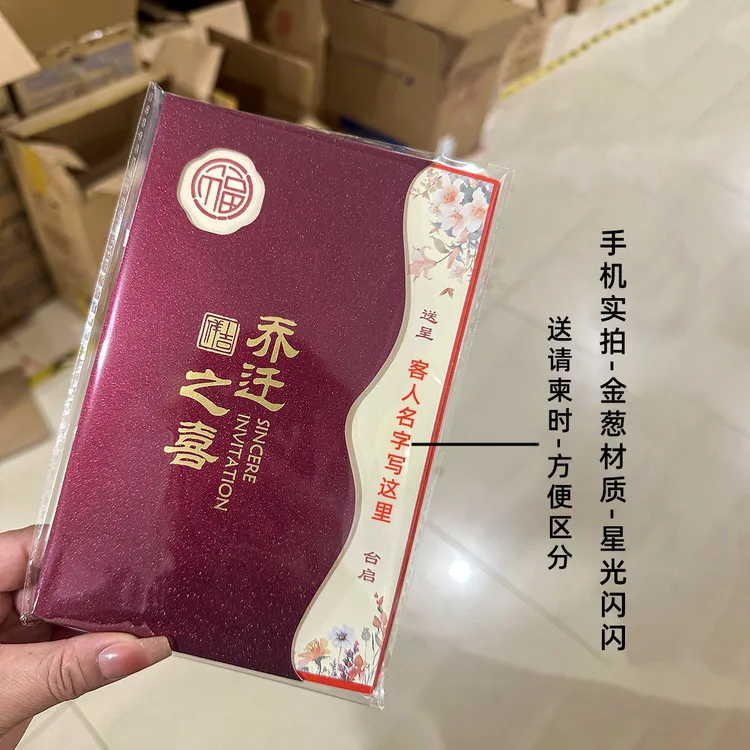 福
吉祥
乔迁
之喜
SINCERE
INVITATION
送呈
客人名字写这里
台启
手机实拍-金葱材质-星光闪闪
送请柬时-方便区分